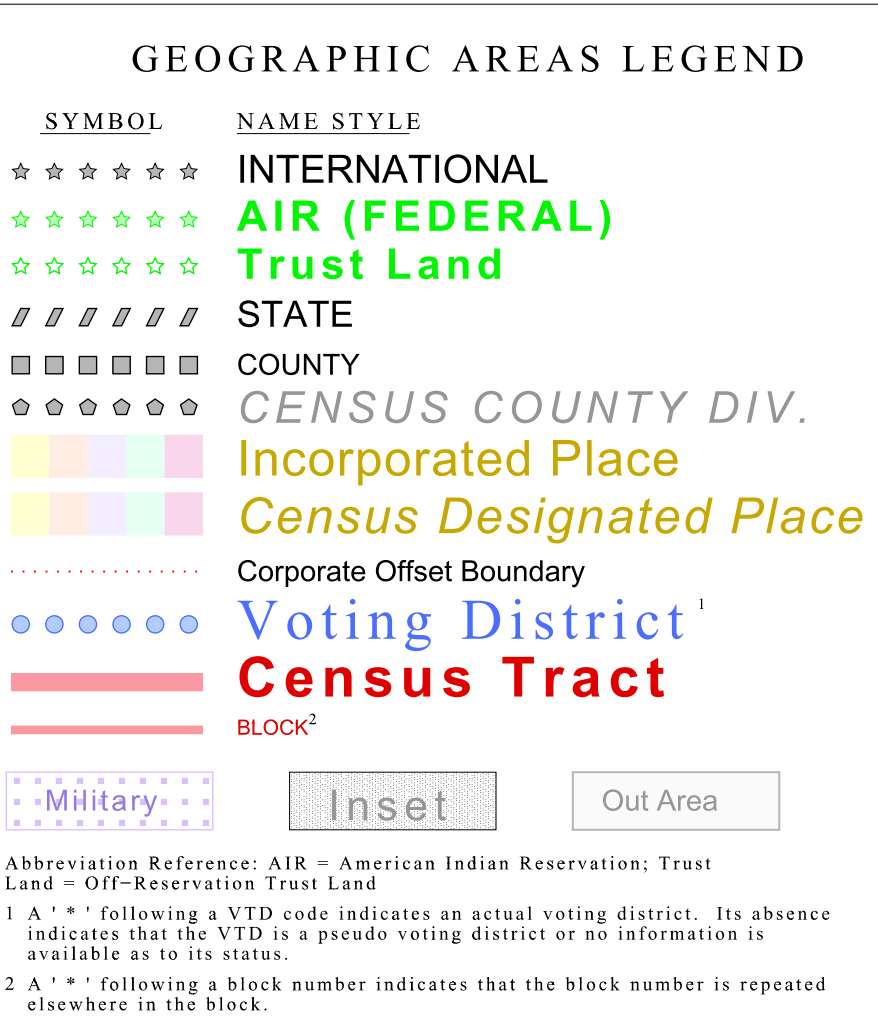 GEOGRAPHIC AREAS LEGEND
SYMBOL NAME STYLE
INTERNATIONAL
AIR (FEDERAL)
Trust Land
STATE
COUNTY
CENSUS COUNTY DIV.
Incorporated Place
Census Designated Place
Corporate Offset Boundary
Voting District 1
Census Tract
BLOCK2
Military Inset Out Area
Abbreviation Reference: AIR = American Indian Reservation; Trust
Land = Off−Reservation Trust Land
1 A ' * ' following a VTD code indicates an actual voting district. Its absence
indicates that the VTD is a pseudo voting district or no information is
available as to its status.
2 A ' * ' following a block number indicates that the block number is repeated
elsewhere in the block.